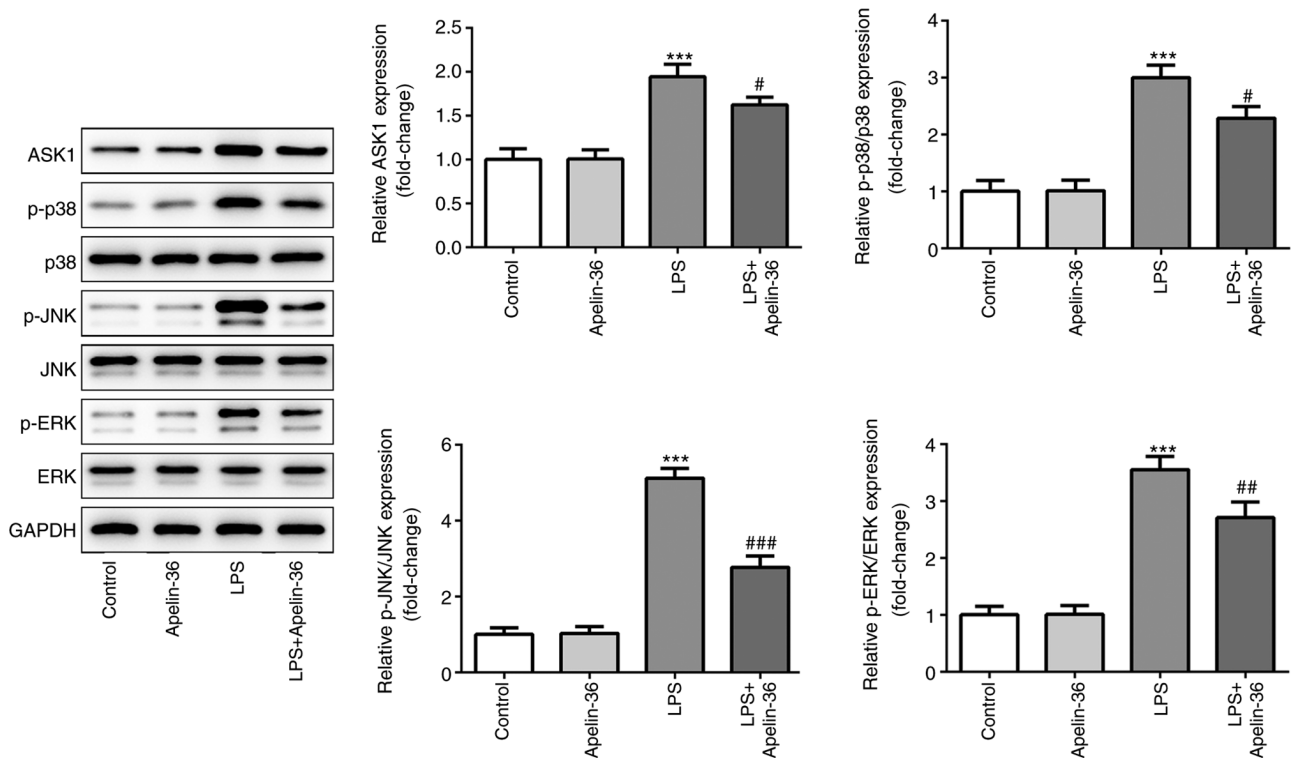 ASK1
p-p38
p38
p-JNK
JNK
p-ERK
ERK
GAPDH
Control
Apelin-36
LPS
LPS+Apelin-36
Relative ASK1 expression
(fold-change)
2.5
2.0
1.5
1.0
0.5
0.0
***
#
Control
Apelin-36
LPS
LPS+
Apelin-36
Relative p-p38/p38 expression
(fold-change)
4
3
2
1
0
***
#
Control
Apelin-36
LPS
LPS+
Apelin-36
Relative p-JNK/JNK expression
(fold-change)
6
4
2
0
***
###
Control
Apelin-36
LPS
LPS+
Apelin-36
Relative p-ERK/ERK expression
(fold-change)
4
3
2
1
0
***
##
Control
Apelin-36
LPS
LPS+
Apelin-36